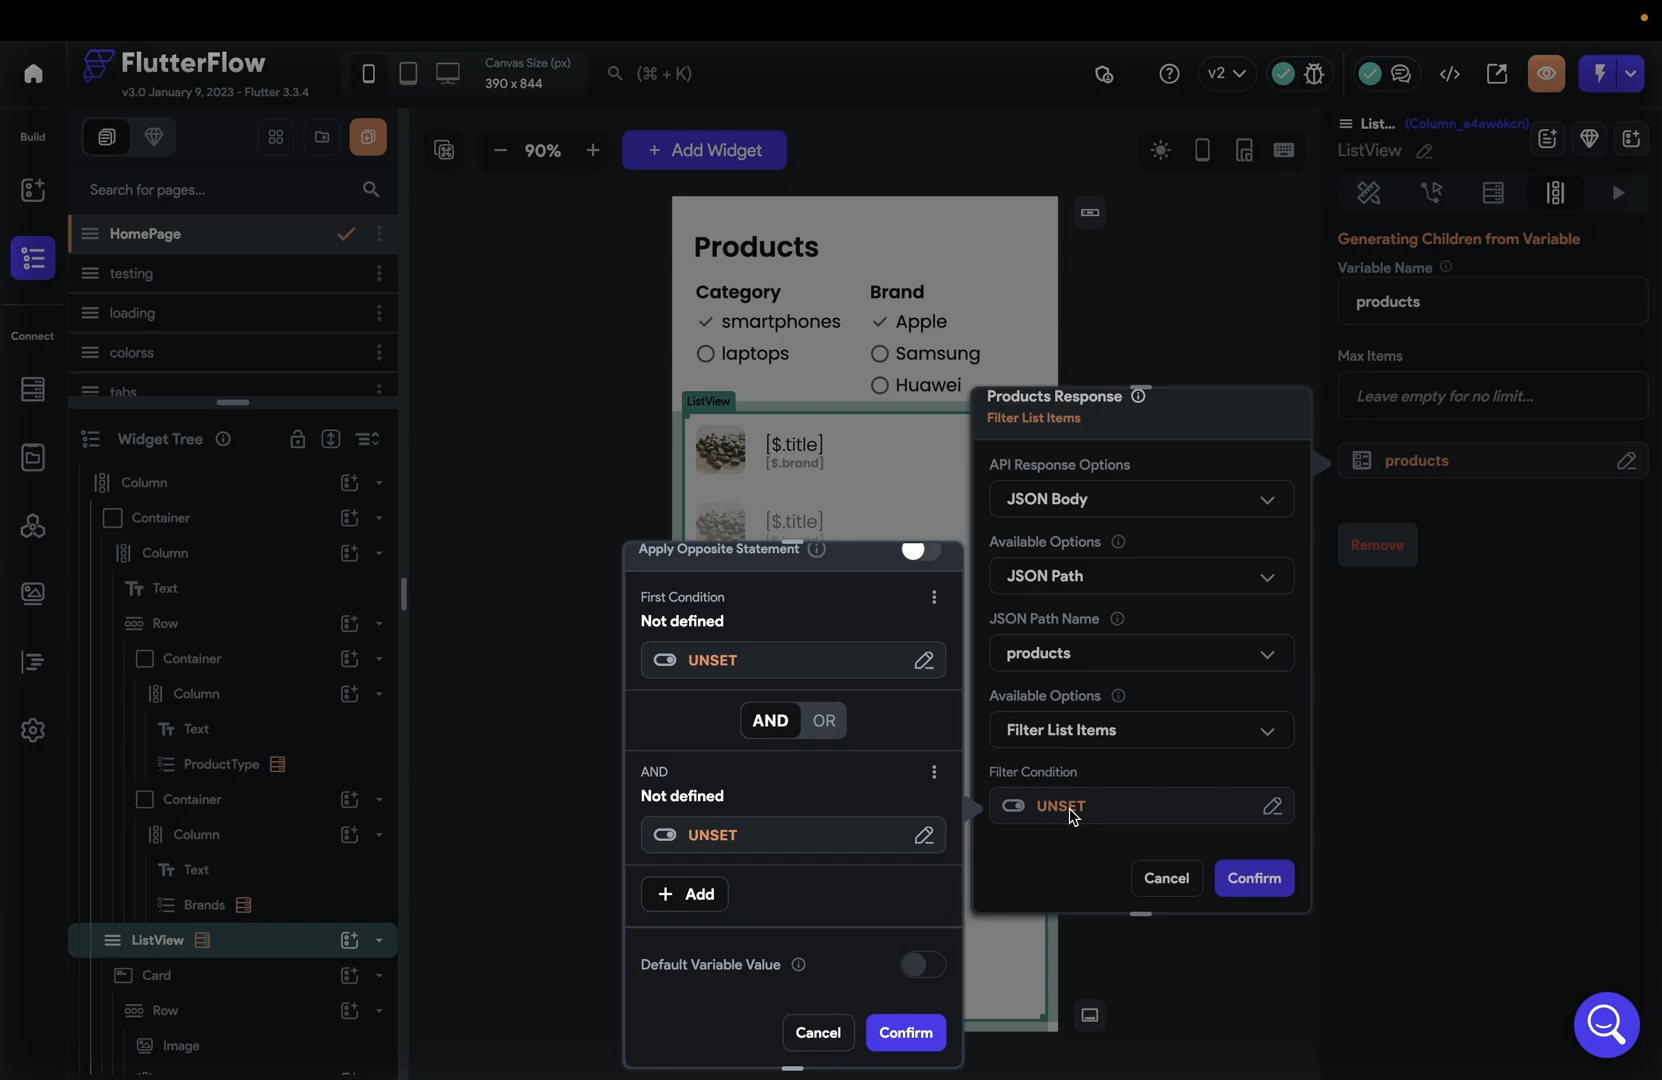 FlutterFlow
v3.0 January 9, 2023 - Flutter 3.3.4
Canvas Size (px)
390 x 844
(⌘ + K)
v2
Build
Connect
Search for pages...
HomePage
testing
loading
colorss
tabs
Widget Tree
Column
Container
Column
Text
Row
Container
Column
Text
ProductType
Container
Column
Text
Brands
ListView
Card
Row
Image
90%
+ Add Widget
Products
Category
Brand
smartphones
Apple
laptops
Samsung
Huawei
ListView
[$.title]
[$.brand]
[$.title]
Apply Opposite Statement
First Condition
Not defined
UNSET
AND OR
AND
Not defined
UNSET
+ Add
Default Variable Value
Cancel
Confirm
Products Response
Filter List Items
API Response Options
JSON Body
Available Options
JSON Path
JSON Path Name
products
Available Options
Filter List Items
Filter Condition
UNSET
Cancel
Confirm
List... (Column_e4aw6kcn)
ListView
Generating Children from Variable
Variable Name
products
Max Items
Leave empty for no limit...
products
Remove